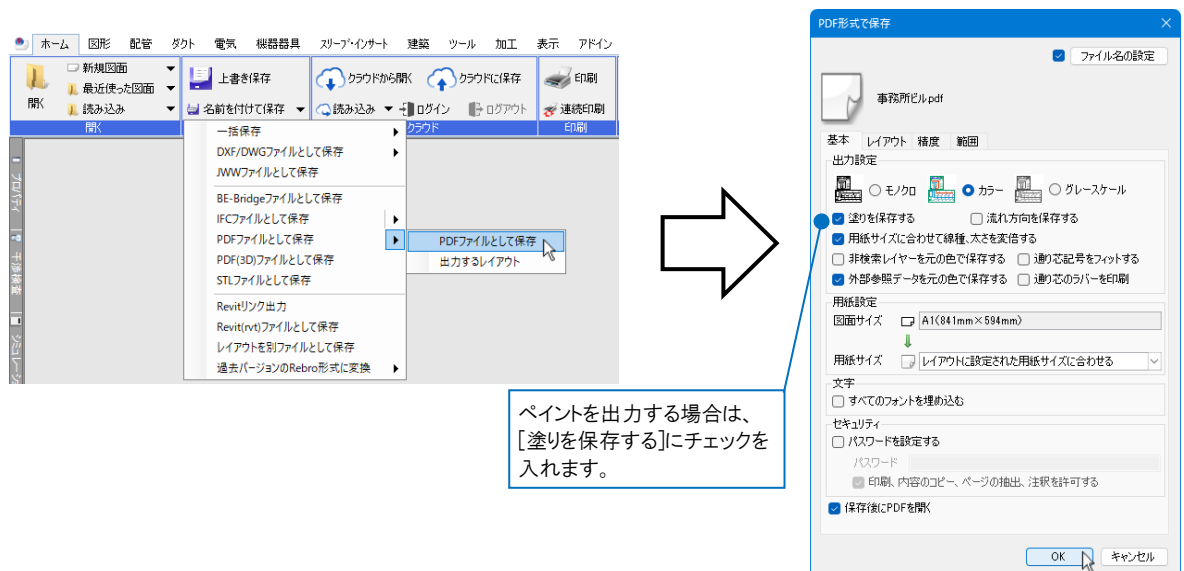 ホーム 図形 配管 ダクト 電気 機器器具 スリーブ・インサート 建築 ツール 加工 表示 アドイン
開く
新規図面
最近使った図面
読み込み
開く
上書き保存
名前を付けて保存
クラウドから開く クラウドに保存
読み込み ログイン ログアウト
クラウド
印刷
連続印刷
印刷
プロパティ
干渉検査
一括保存
DXF/DWGファイルとして保存
JWWファイルとして保存
BE-Bridgeファイルとして保存
IFCファイルとして保存
PDFファイルとして保存
PDF(3D)ファイルとして保存
STLファイルとして保存
Revitリンク出力
Revit(rvt)ファイルとして保存
レイアウトを別ファイルとして保存
過去バージョンのRebro形式に変換
PDFファイルとして保存
出力するレイアウト
ペイントを出力する場合は、
[塗りを保存する]にチェックを
入れます。
PDF形式で保存
ファイル名の設定
事務所ビル.pdf
基本 レイアウト 精度 範囲
出力設定
モノクロ カラー グレースケール
塗りを保存する 流れ方向を保存する
用紙サイズに合わせて線種、太さを変倍する
非検索レイヤーを元の色で保存する 通り芯記号をフィットする
外部参照データを元の色で保存する 通り芯のラバーを印刷
用紙設定
図面サイズ A1(841mm×594mm)
用紙サイズ レイアウトに設定された用紙サイズに合わせる
文字
すべてのフォントを埋め込む
セキュリティ
パスワードを設定する
パスワード
印刷、内容のコピー、ページの抽出、注釈を許可する
保存後にPDFを開く
OK キャンセル